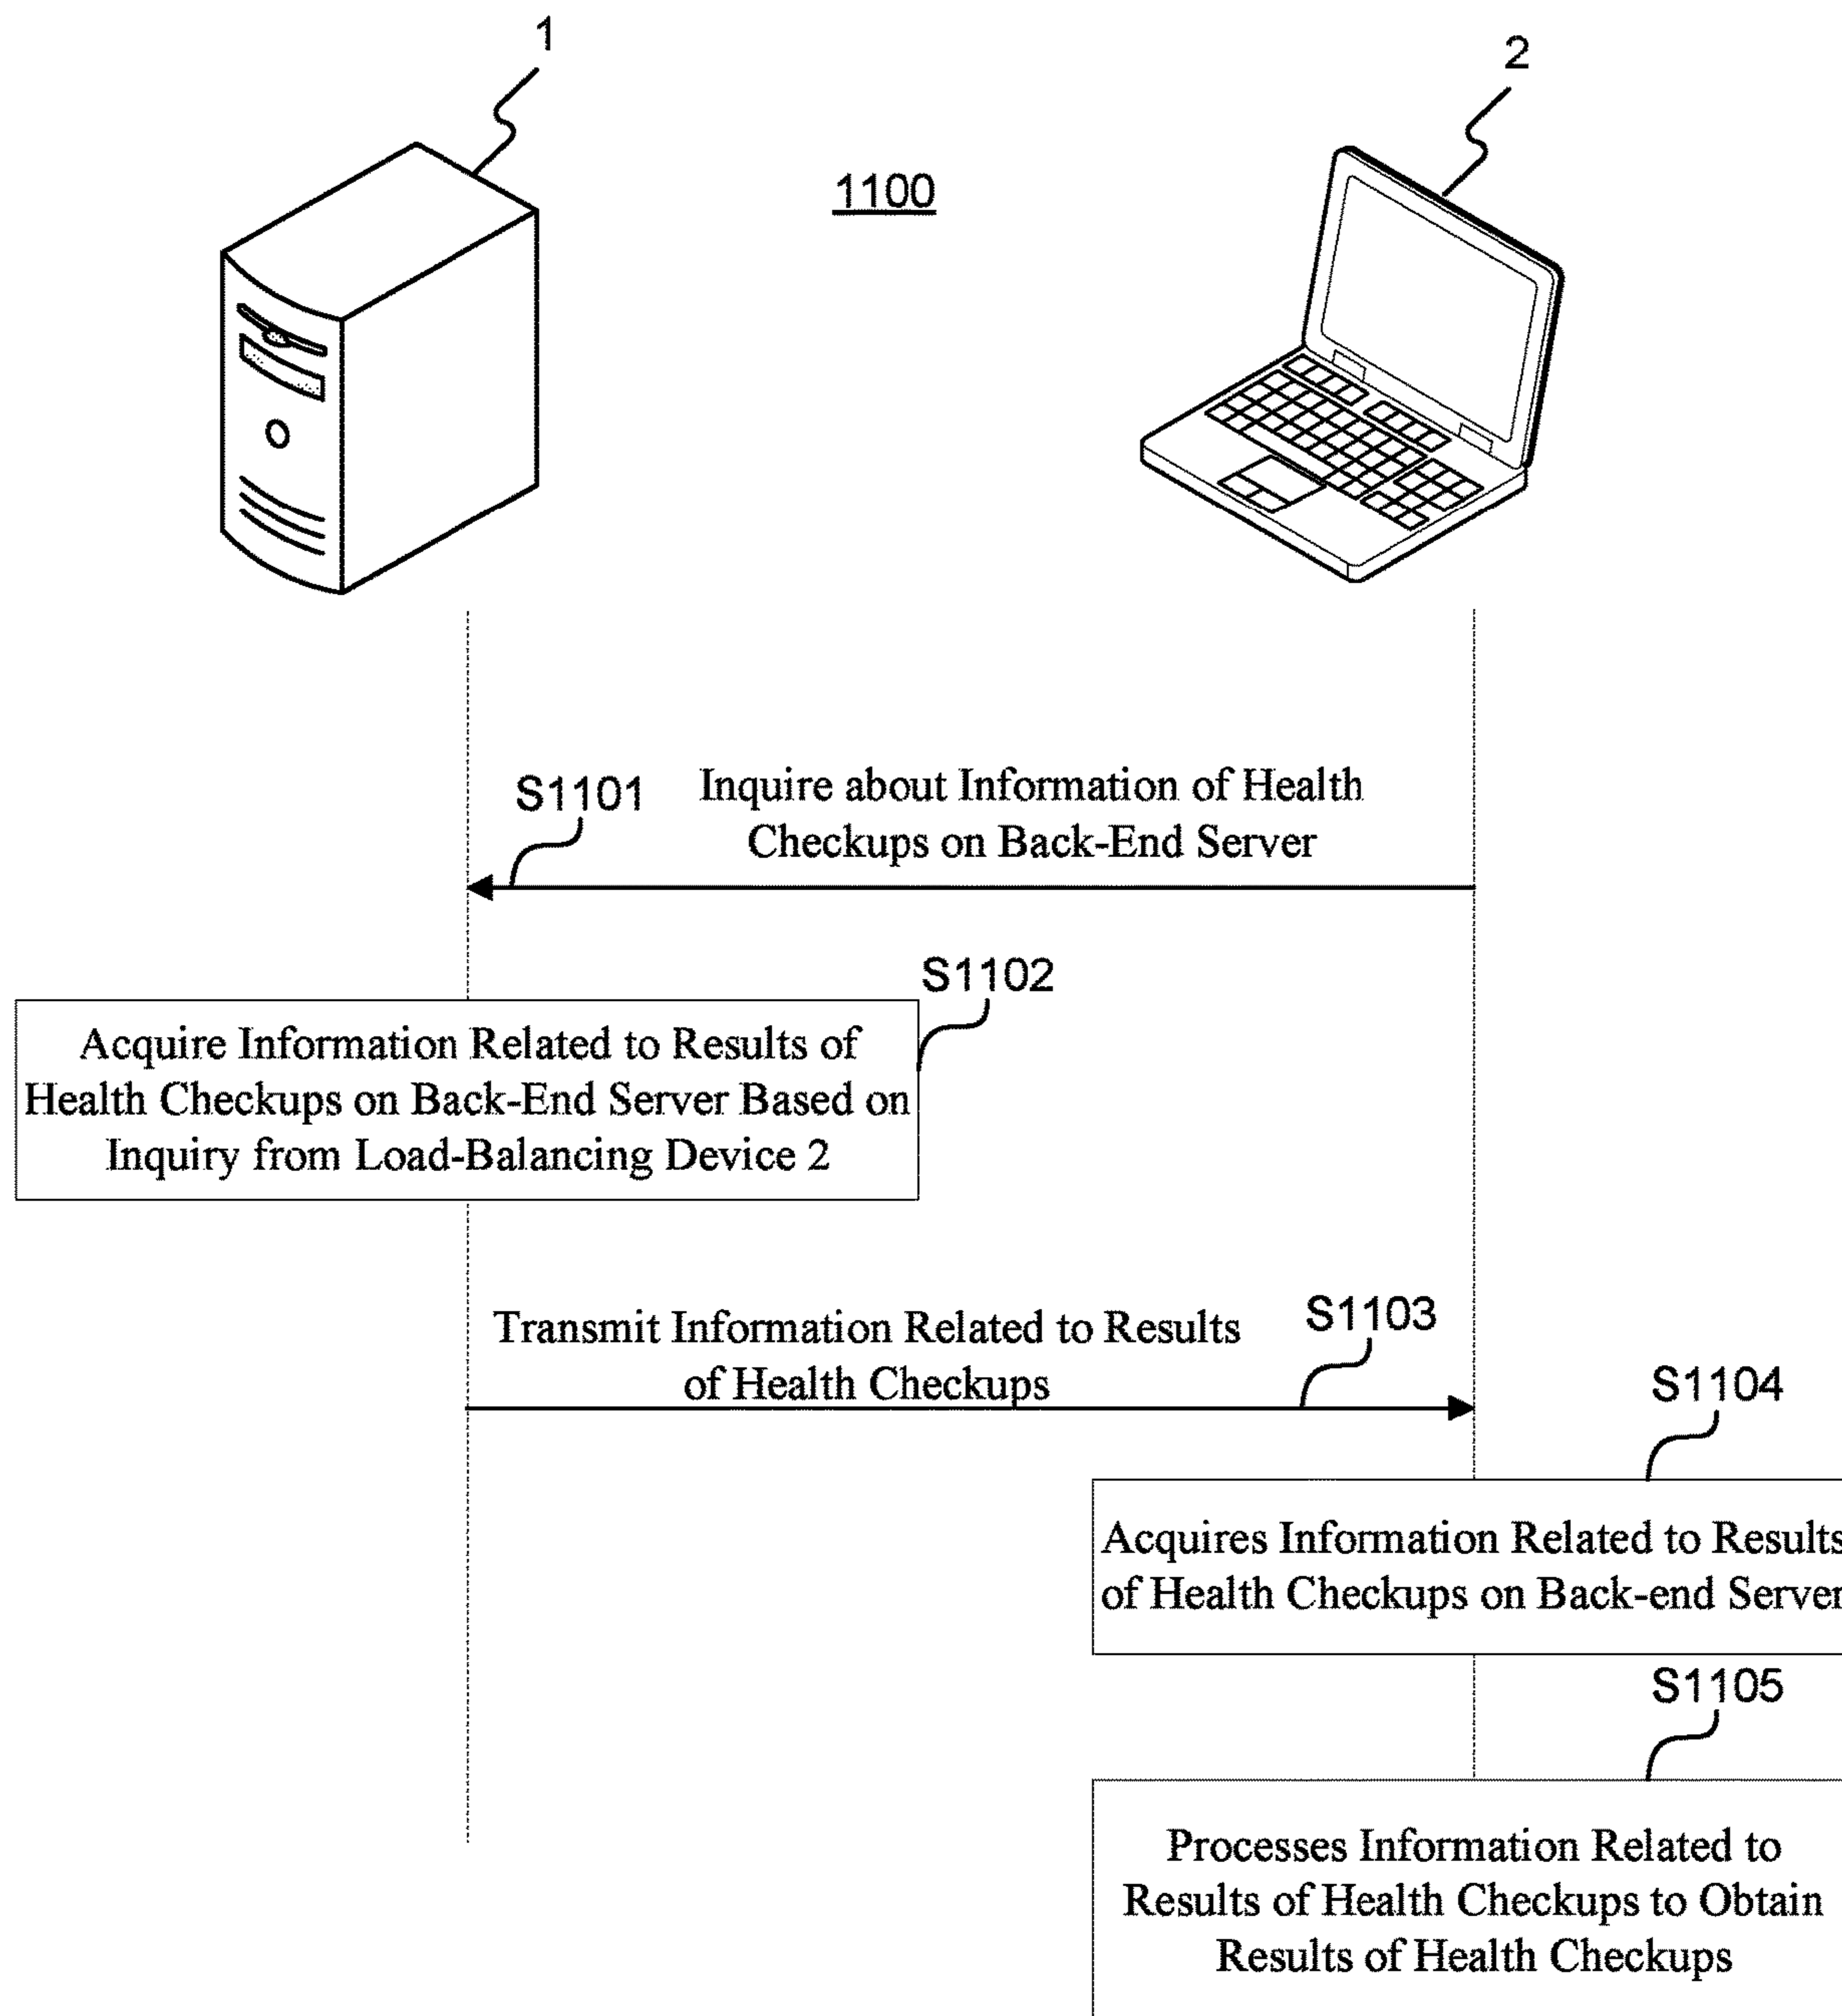 1
2
1100
S1101
Inquire about Information of Health
Checkups on Back-End Server
S1102
Acquire Information Related to Results of
Health Checkups on Back-End Server Based on
Inquiry from Load-Balancing Device 2
Transmit Information Related to Results
of Health Checkups
S1103
S1104
Acquires Information Related to Results
of Health Checkups on Back-end Server
S1105
Processes Information Related to
Results of Health Checkups to Obtain
Results of Health Checkups